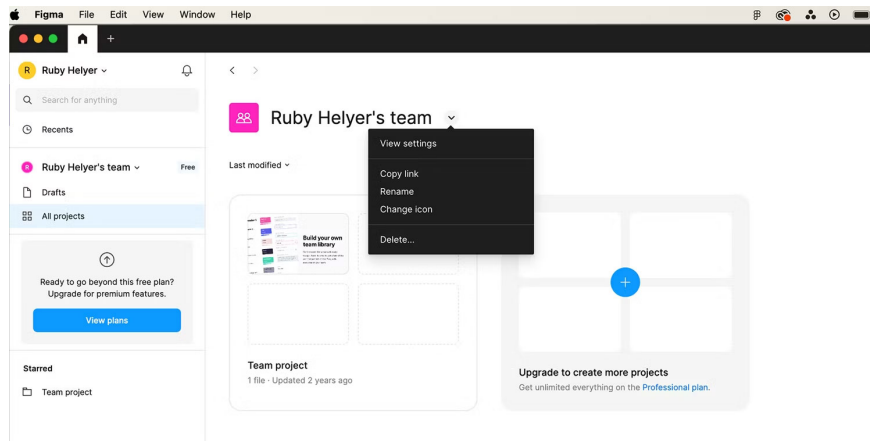 Figma File Edit View Window Help
+
R Ruby Helyer
Search for anything
Recents
R Ruby Helyer's team Free
Drafts
All projects
Ready to go beyond this free plan?
Upgrade for premium features.
View plans
Starred
Team project
Ruby Helyer's team
View settings
Copy link
Rename
Change icon
Delete...
Last modified
Build your own
team library
Team project
1 file · Updated 2 years ago
+
Upgrade to create more projects
Get unlimited everything on the Professional plan.